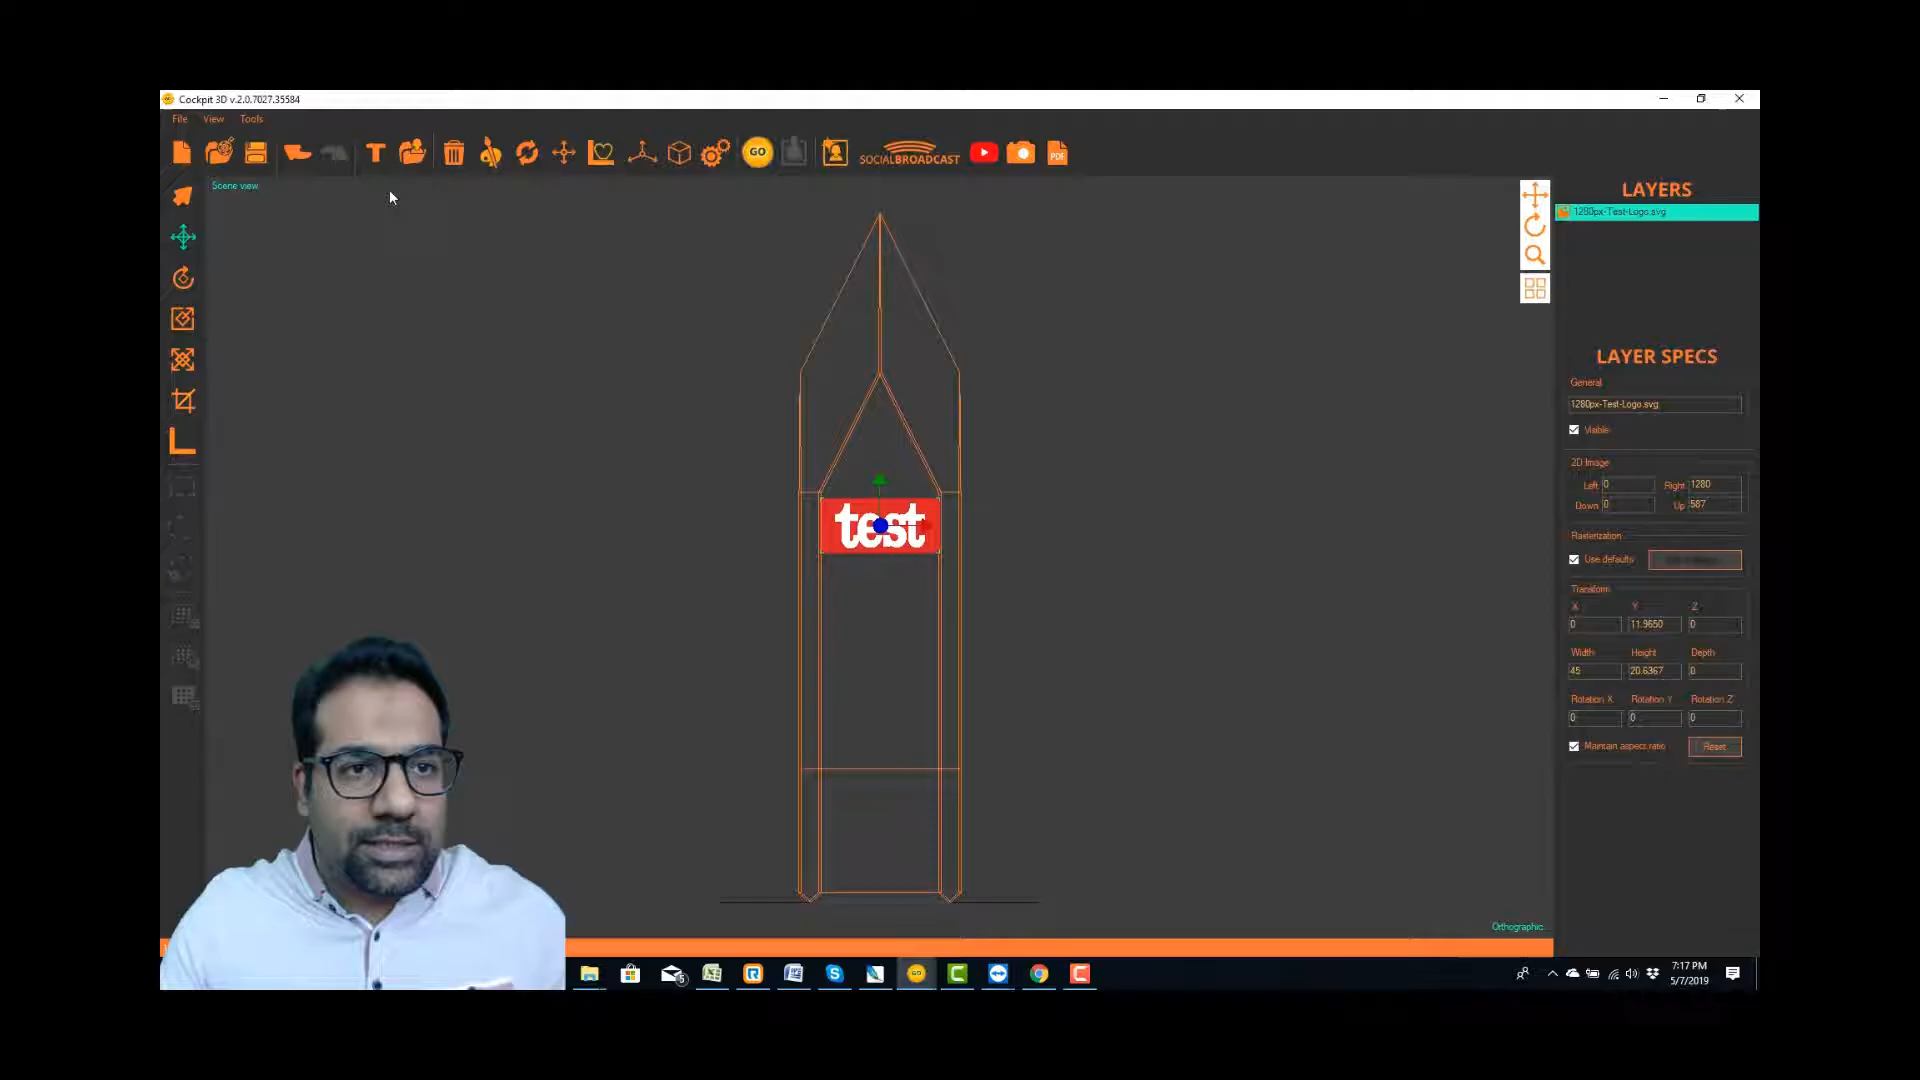 Cockpit 3D v.2.0.7027.35584
File View Tools
T GO SOCIALBROADCAST PDF
Scene view
LAYERS
1280px-Test-Logo.svg
test
LAYER SPECS
General
1280px-Test-Logo.svg
Visible
2D Image
Left 0 Right 1280
Down 0 Up 587
Rasterization
Use defaults
Transform
X Y Z
0 11.9650 0
Width Height Depth
45 20.6367 0
Rotation X Rotation Y Rotation Z
0 0 0
Maintain aspect ratio Reset
Orthographic
5 GO
7:17 PM
5/7/2019